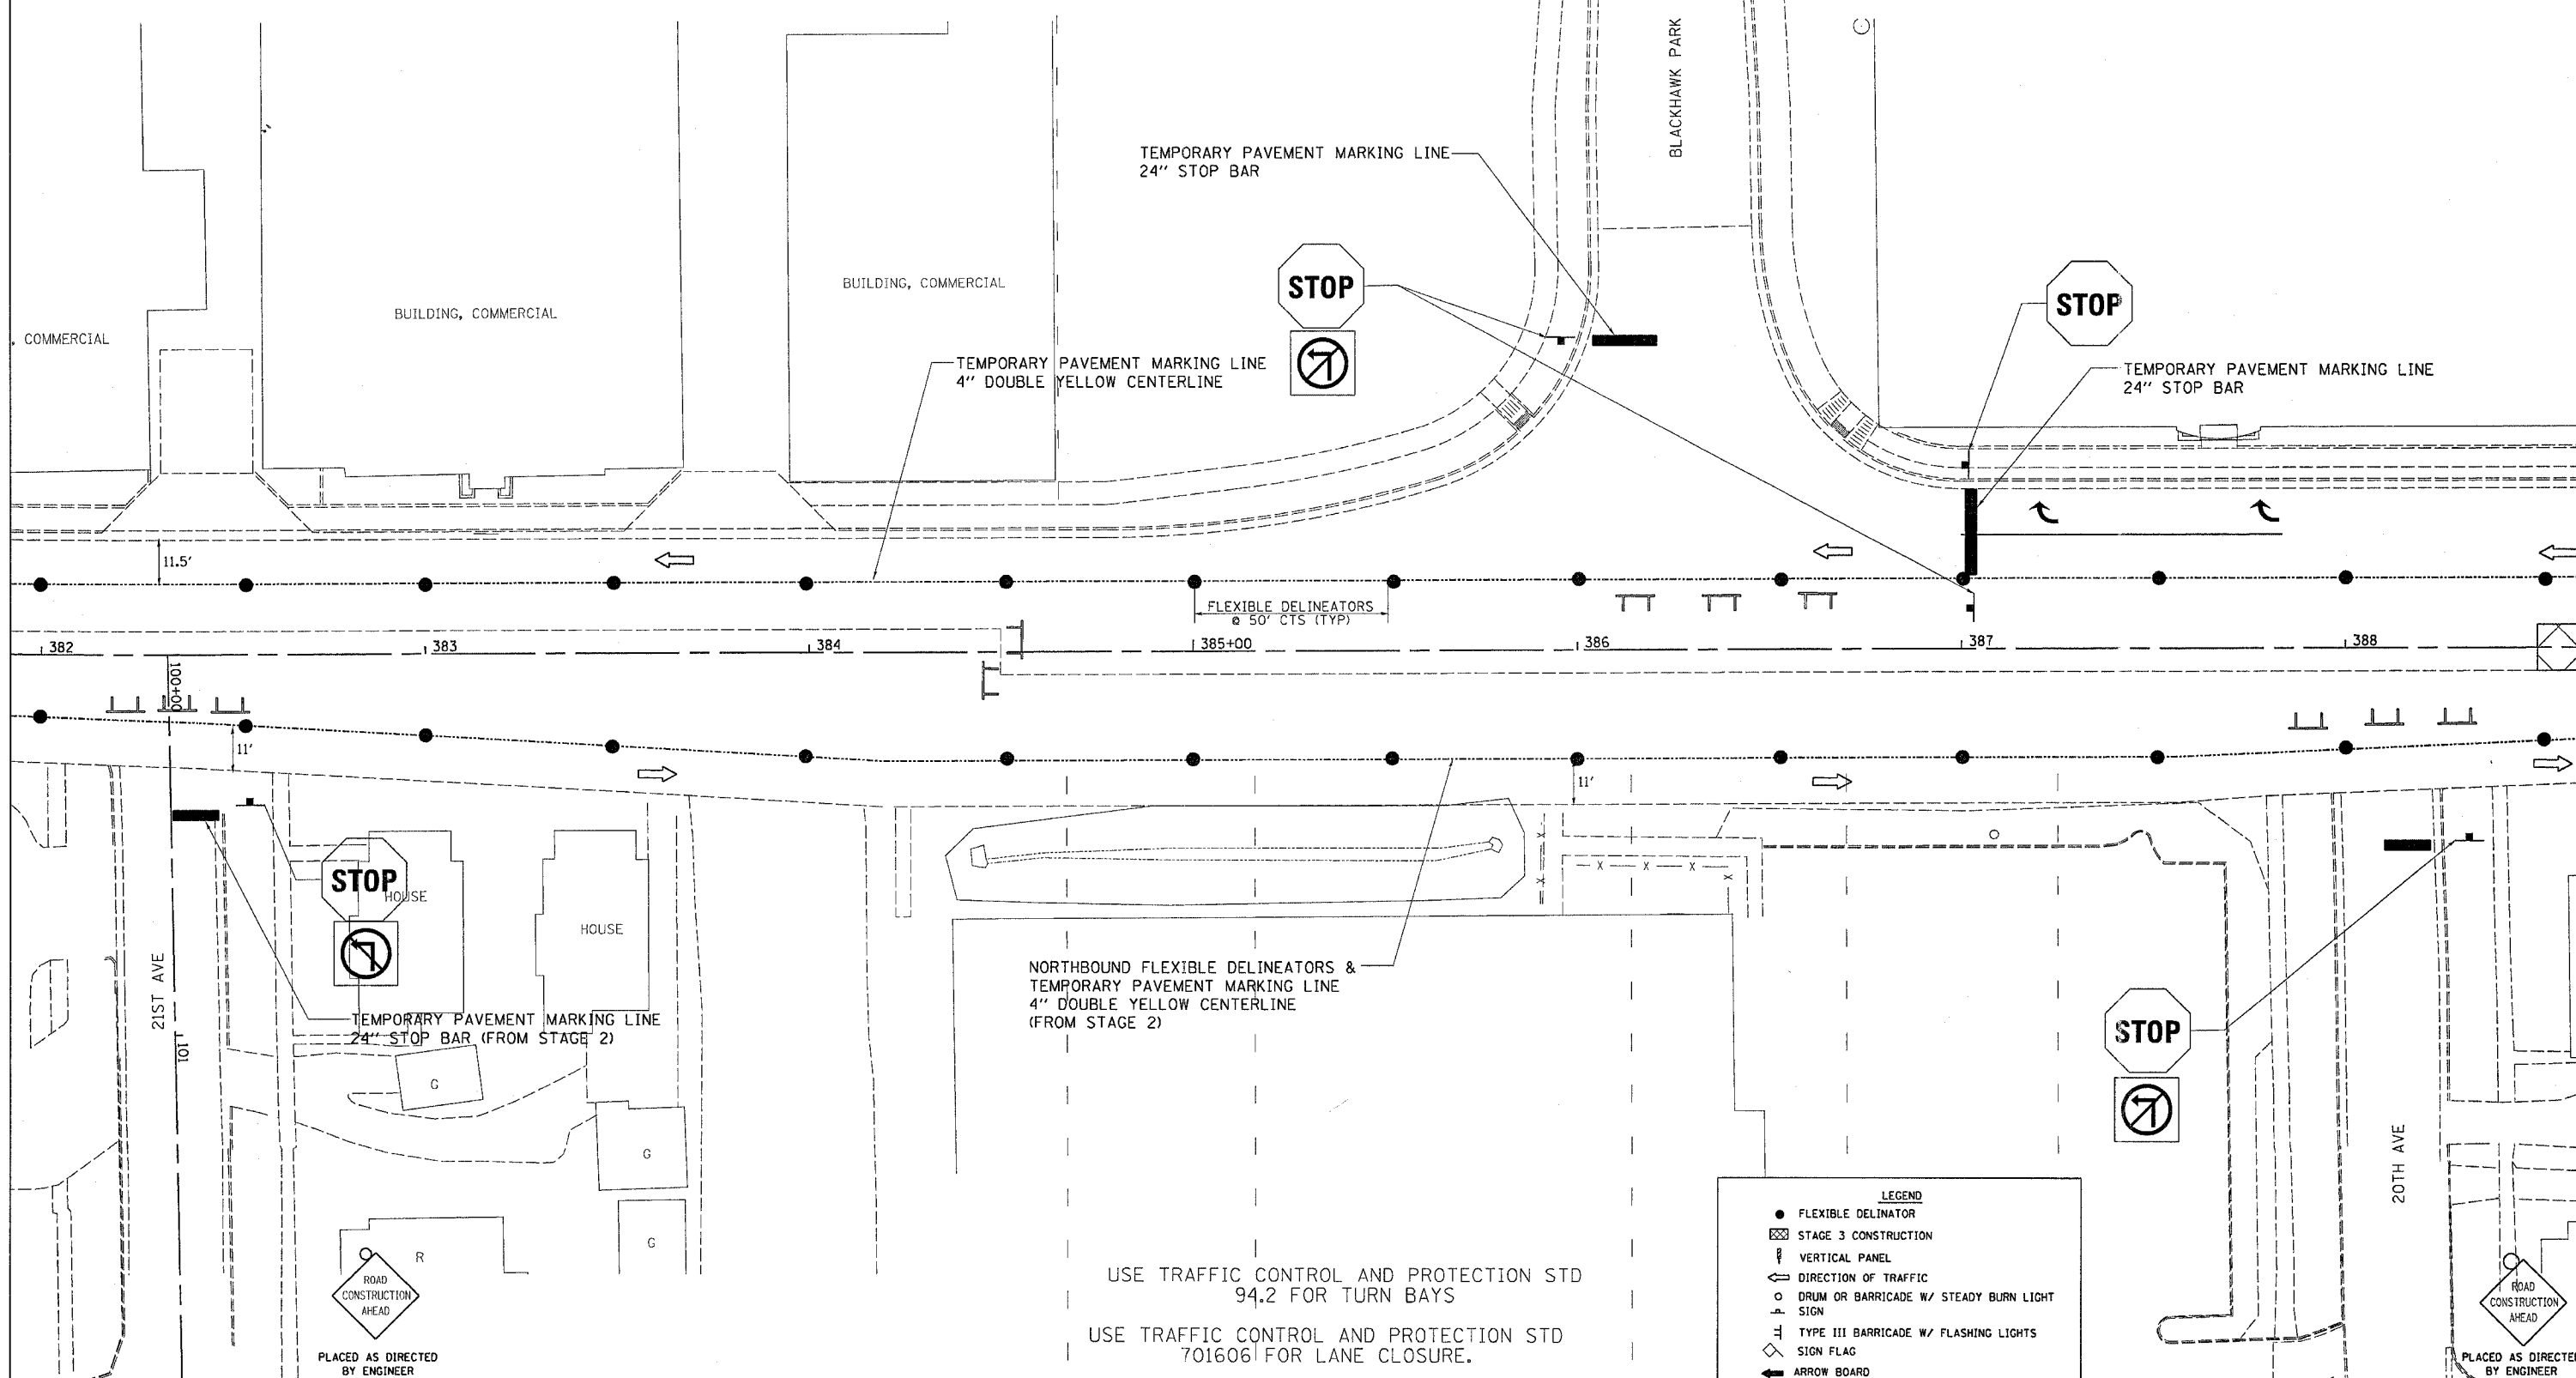 BLACKHAWK PARK
C
TEMPORARY PAVEMENT MARKING LINE
24" STOP BAR
STOP
STOP
BUILDING, COMMERCIAL
BUILDING, COMMERCIAL
COMMERCIAL
TEMPORARY PAVEMENT MARKING LINE
4" DOUBLE YELLOW CENTERLINE
TEMPORARY PAVEMENT MARKING LINE
24" STOP BAR
11.5'
FLEXIBLE DELINEATORS
@ 50' CTS (TYP)
382
383
384
385+00
386
387
388
100+00
11'
11'
STOP
HOUSE
HOUSE
21ST AVE
101
TEMPORARY PAVEMENT MARKING LINE
24" STOP BAR (FROM STAGE 2)
NORTHBOUND FLEXIBLE DELINEATORS &
TEMPORARY PAVEMENT MARKING LINE
4" DOUBLE YELLOW CENTERLINE
(FROM STAGE 2)
X
X
X X X
X
STOP
20TH AVE
G
G
G
R
ROAD
CONSTRUCTION
AHEAD
PLACED AS DIRECTED
BY ENGINEER
USE TRAFFIC CONTROL AND PROTECTION STD
94.2 FOR TURN BAYS
USE TRAFFIC CONTROL AND PROTECTION STD
701606 FOR LANE CLOSURE.
LEGEND
FLEXIBLE DELINATOR
STAGE 3 CONSTRUCTION
VERTICAL PANEL
DIRECTION OF TRAFFIC
DRUM OR BARRICADE W/ STEADY BURN LIGHT
SIGN
TYPE III BARRICADE W/ FLASHING LIGHTS
SIGN FLAG
ARROW BOARD
ROAD
CONSTRUCTION
AHEAD
PLACED AS DIRECTED
BY ENGINEER